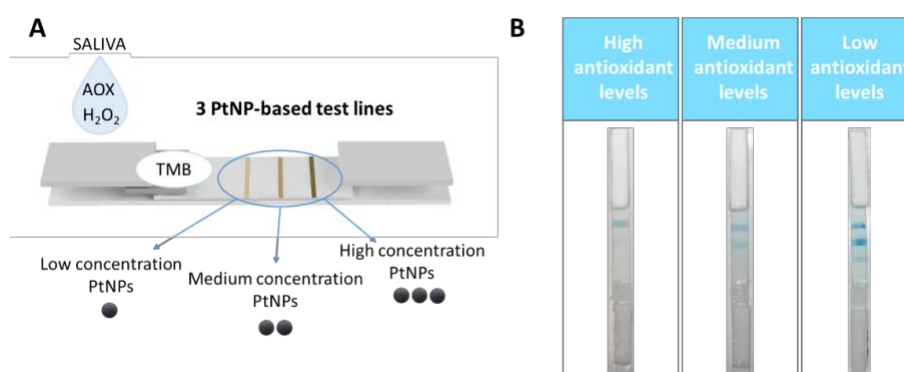 A
SALIVA
AOX
H₂O₂
3 PtNP-based test lines
TMB
Low concentration
PtNPs
Medium concentration
PtNPs
High concentration
PtNPs
B
High
antioxidant
levels
Medium
antioxidant
levels
Low
antioxidant
levels